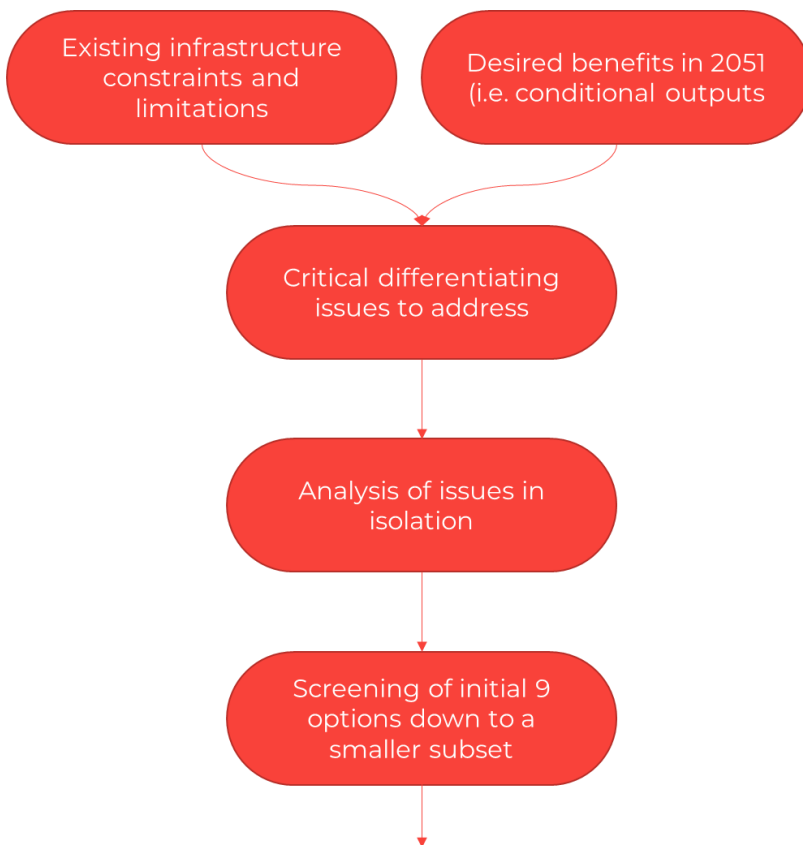 Existing infrastructure
constraints and
limitations
Desired benefits in 2051
(i.e. conditional outputs
Critical differentiating
issues to address
Analysis of issues in
isolation
Screening of initial 9
options down to a
smaller subset